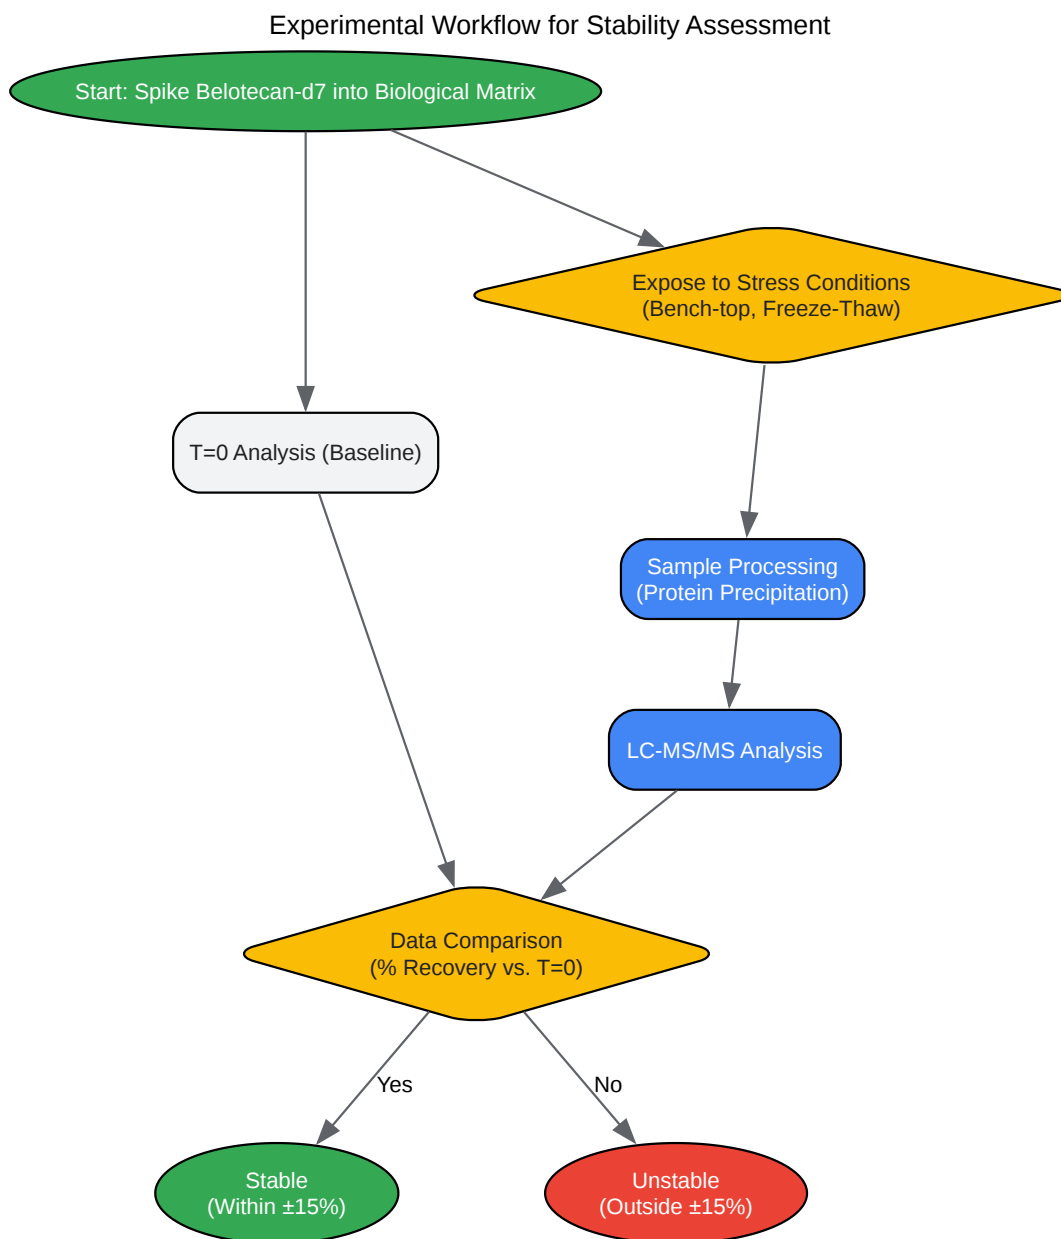 Experimental Workflow for Stability Assessment
Start: Spike Belotecan-d7 into Biological Matrix
Expose to Stress Conditions
(Bench-top, Freeze-Thaw)
T=0 Analysis (Baseline)
Sample Processing
(Protein Precipitation)
LC-MS/MS Analysis
Data Comparison
(% Recovery vs. T=0)
Yes
No
Stable
(Within ±15%)
Unstable
(Outside ±15%)